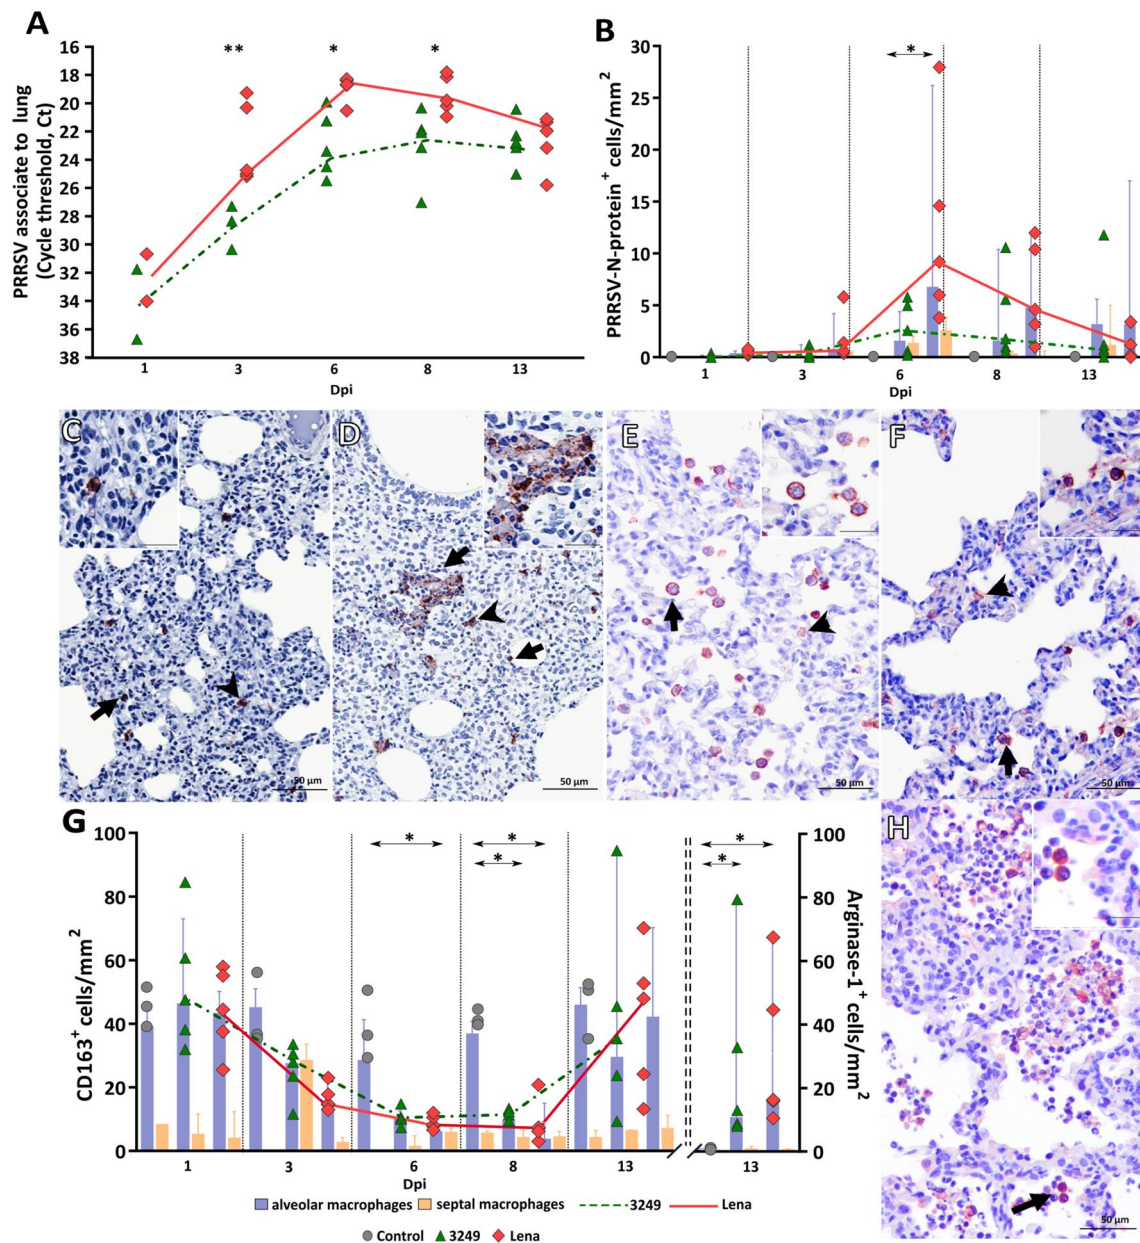 A
PRRSV associate to lung
(Cycle threshold, Ct)
16
18
20
22
24
26
28
30
32
34
36
38
** * *
1 3 6 8 13
Dpi
B
PRRSV-N-protein+ cells/mm2
30
25
20
15
10
5
0
*
1 3 6 8 13
Dpi
C
50 µm
D
50 µm
E
50 µm
F
50 µm
G
CD163+ cells/mm2
100
80
60
40
20
0
* * *
* *
1 3 6 8 13 13
Dpi
100
80
60
40
20
0
Arginase-1+ cells/mm2
alveolar macrophages septal macrophages 3249 Lena
Control 3249 Lena
H
50 µm